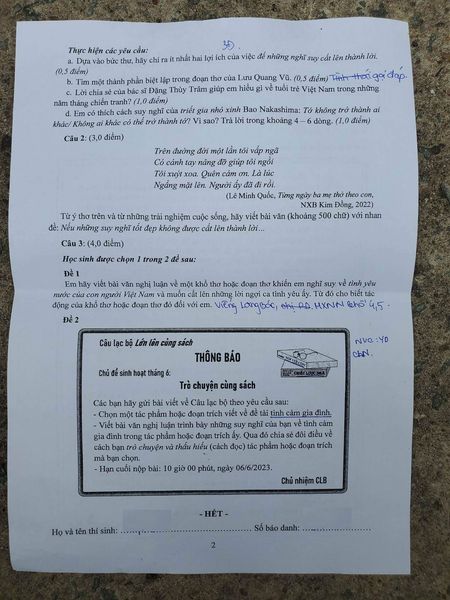 30.
Thực hiện các yêu cầu:
a. Dựa vào bức thư, hãy chỉ ra ít nhất hai lợi ích của việc để những nghĩ suy cất lên thành lời.
(0,5 điểm)
b. Tìm một thành phần biệt lập trong đoạn thơ của Lưu Quang Vũ. (0,5 điểm) Tình thái gọi đáp.
c. Lời chia sẻ của bác sĩ Đặng Thùy Trâm giúp em hiểu gì về tuổi trẻ Việt Nam trong những
năm tháng chiến tranh? (1,0 điểm)
d. Em có thích cách suy nghĩ của triết gia nhỏ xinh Bao Nakashima: Tớ không trở thành ai
khác/ Không ai khác có thể trở thành tớ? Vì sao? Trả lời trong khoảng 4 – 6 dòng. (1,0 điểm)
Câu 2: (3,0 điểm)
Trên đường đời một lần tôi vấp ngã
Có cánh tay nâng đỡ giúp tôi ngồi
Tôi xuýt xoa. Quên cảm ơn. Là lúc
Ngẩng mặt lên. Người ấy đã đi rồi.
(Lê Minh Quốc, Từng ngày ba mẹ thở theo con,
NXB Kim Đồng, 2022)
Từ ý thơ trên và từ những trải nghiệm cuộc sống, hãy viết bài văn (khoảng 500 chữ) với nhan
đề: Nếu những suy nghĩ tốt đẹp không được cất lên thành lời…
Câu 3: (4,0 điểm)
Học sinh được chọn 1 trong 2 đề sau:
Đề 1
Em hãy viết bài văn nghị luận về một khổ thơ hoặc đoạn thơ khiến em nghĩ suy về tình yêu
nước của con người Việt Nam và muốn cất lên những lời ngợi ca tình yêu ấy. Từ đó cho biết tác
động của khổ thơ hoặc đoạn thơ đó đối với em. Viếng Lăng Bác, MXNN khổ 4,5.
Đề 2
Câu lạc bộ Lớn lên cùng sách
THÔNG BÁO
Chủ đề sinh hoạt tháng 6:
Trò chuyện cùng sách
CHIẾC LƯỢC NGÀ
Các bạn hãy gửi bài viết về Câu lạc bộ theo yêu cầu sau:
- Chọn một tác phẩm hoặc đoạn trích viết về đề tài tình cảm gia đình.
- Viết bài văn nghị luận trình bày những suy nghĩ của bạn về tình cảm
gia đình trong tác phẩm hoặc đoạn trích ấy. Qua đó chia sẻ đôi điều về
cách bạn trò chuyện và thấu hiểu (cách đọc) tác phẩm hoặc đoạn trích
mà bạn chọn.
- Hạn cuối nộp bài: 10 giờ 00 phút, ngày 06/6/2023.
Chủ nhiệm CLB
- HẾT -
Họ và tên thí sinh: ……………………………… Số báo danh: ………………
2